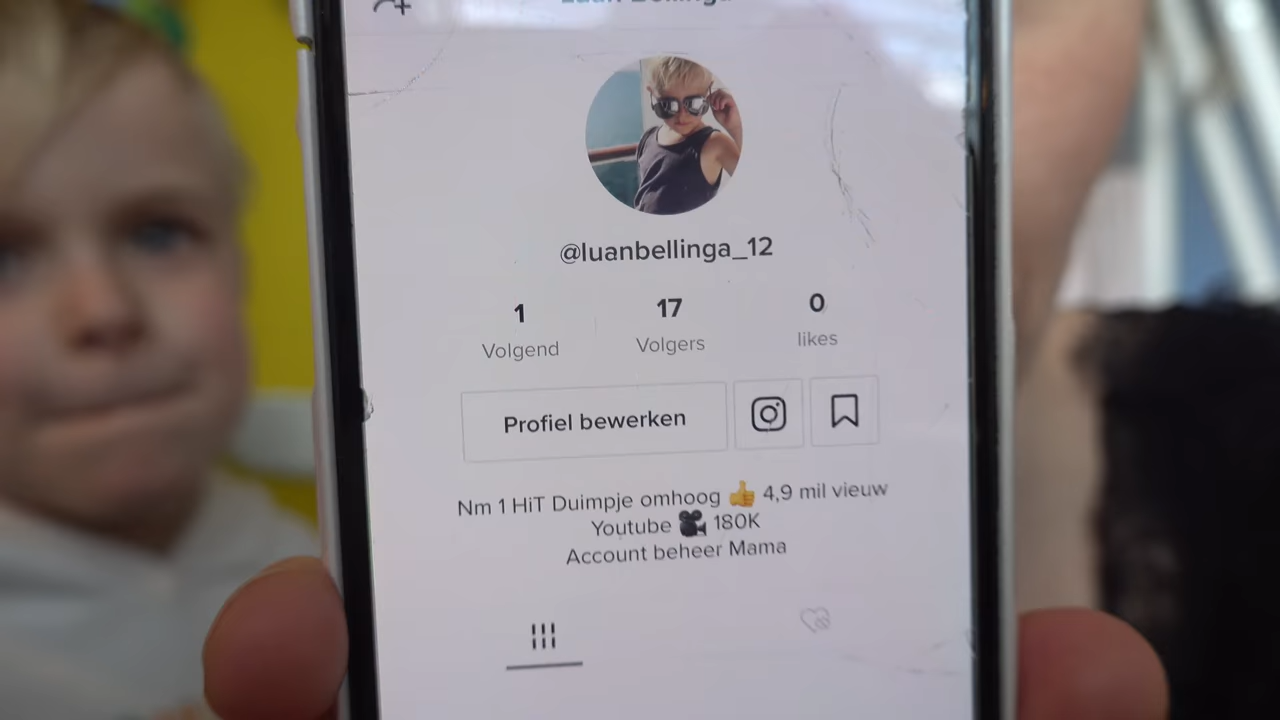 @luanbellinga_12
1 17 0
Volgend Volgers likes
Profiel bewerken
Nm 1 HiT Duimpje omhoog 👍 4,9 mil vieuw
Youtube 🎥 180K
Account beheer Mama